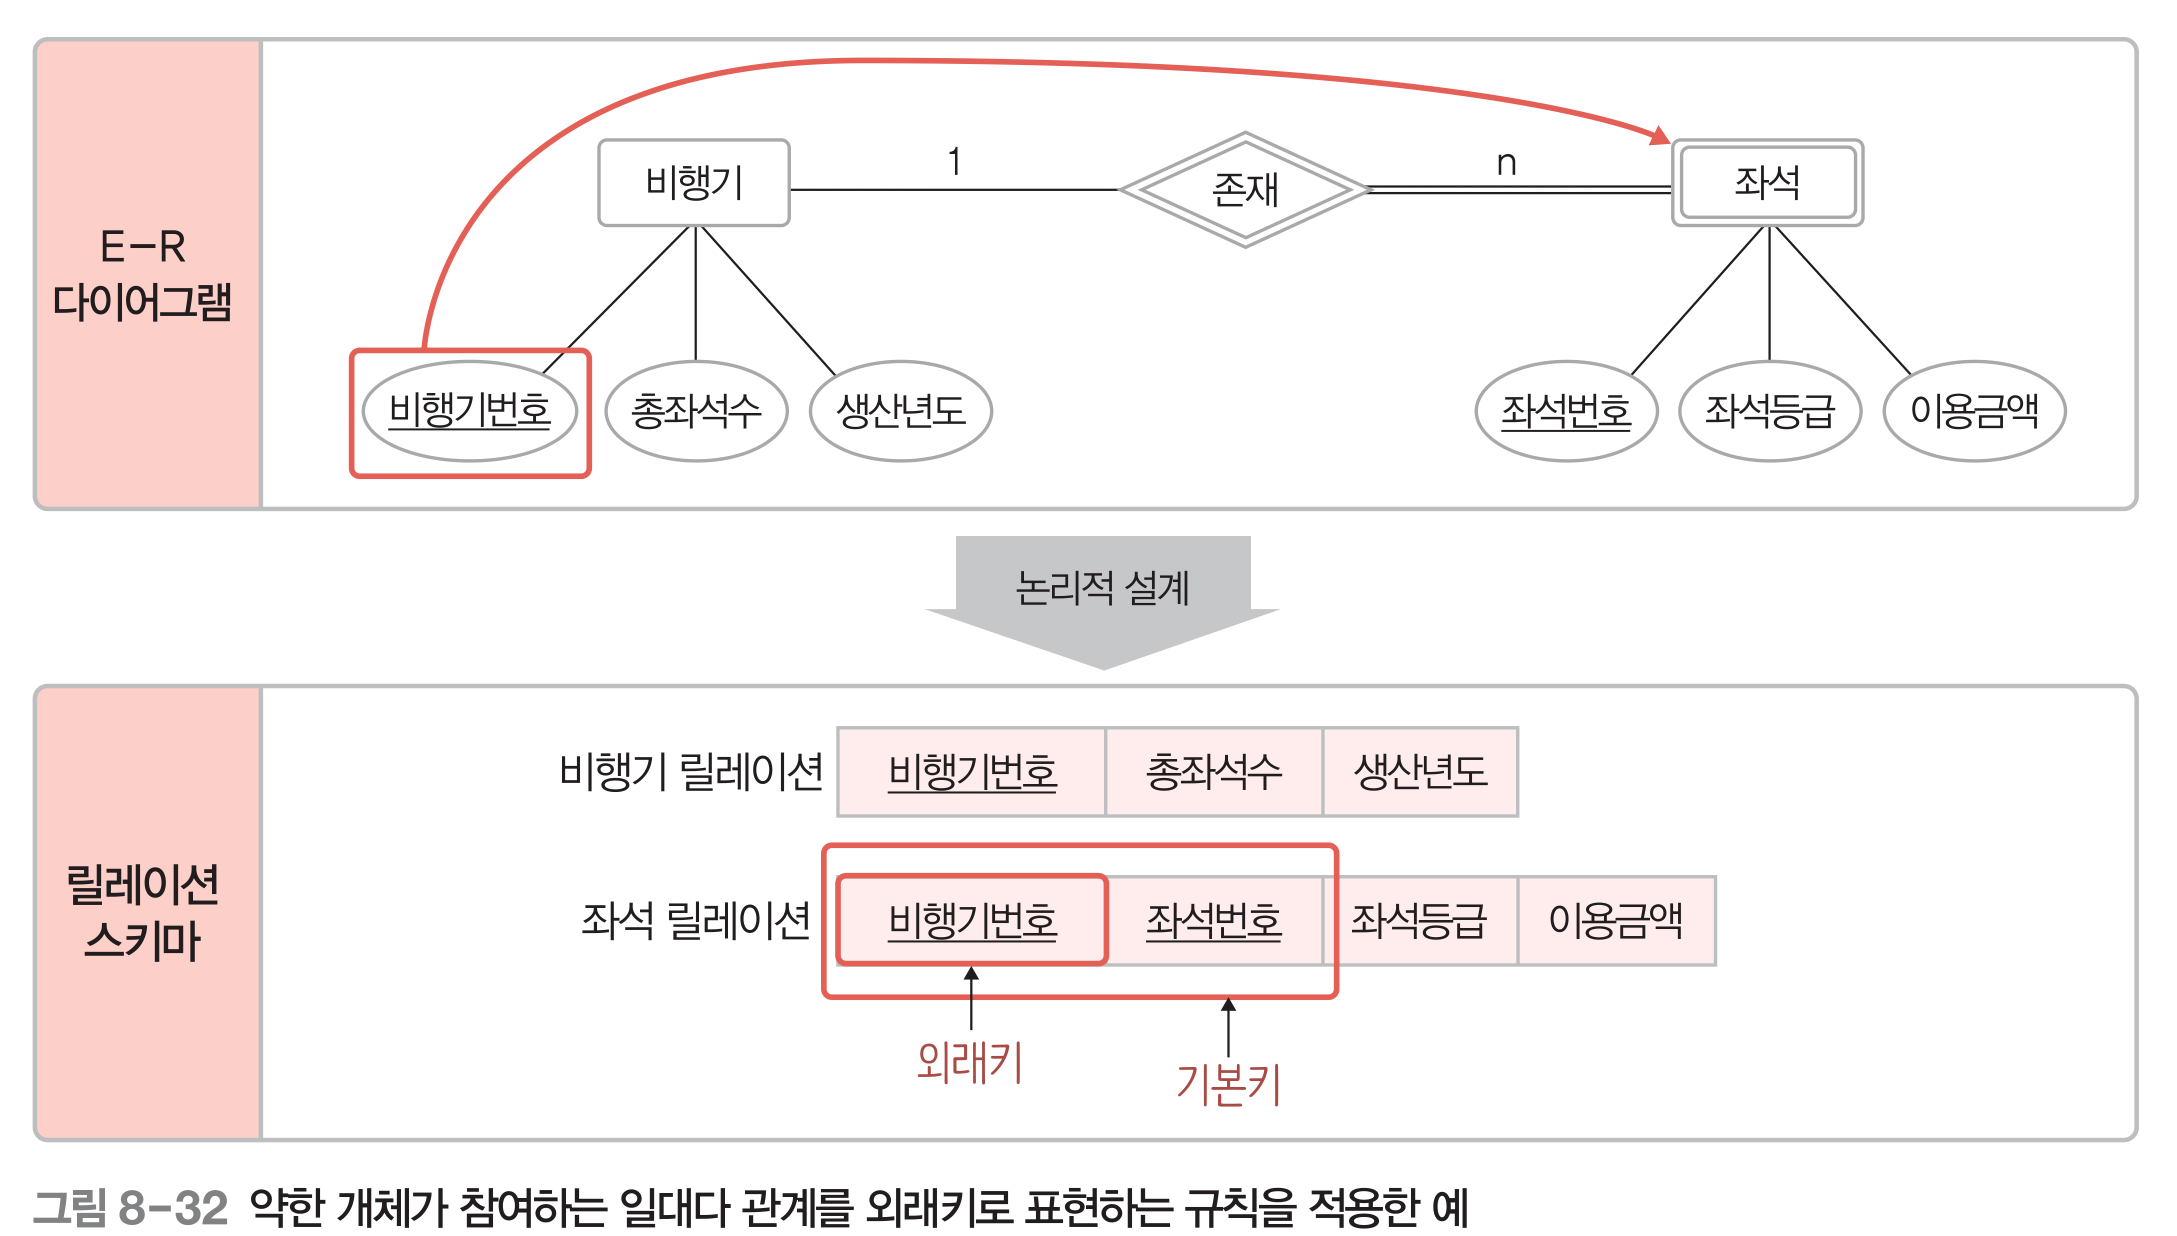 E-R
다이어그램
비행기
1
존재
n
좌석
비행기번호
총좌석수
생산년도
좌석번호
좌석등급
이용금액
논리적 설계
릴레이션
스키마
비행기 릴레이션
비행기번호
총좌석수
생산년도
좌석 릴레이션
비행기번호
좌석번호
좌석등급
이용금액
외래키
기본키
그림 8-32 약한 개체가 참여하는 일대다 관계를 외래키로 표현하는 규칙을 적용한 예